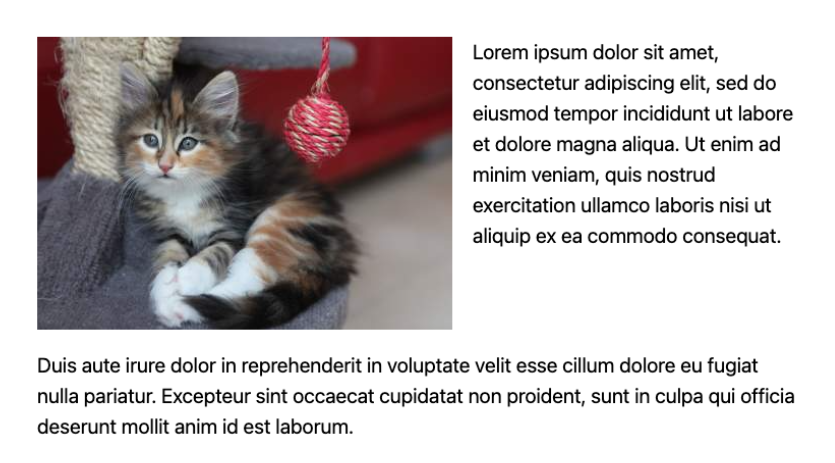 Lorem ipsum dolor sit amet,
consectetur adipiscing elit, sed do
eiusmod tempor incididunt ut labore
et dolore magna aliqua. Ut enim ad
minim veniam, quis nostrud
exercitation ullamco laboris nisi ut
aliquip ex ea commodo consequat.
Duis aute irure dolor in reprehenderit in voluptate velit esse cillum dolore eu fugiat
nulla pariatur. Excepteur sint occaecat cupidatat non proident, sunt in culpa qui officia
deserunt mollit anim id est laborum.